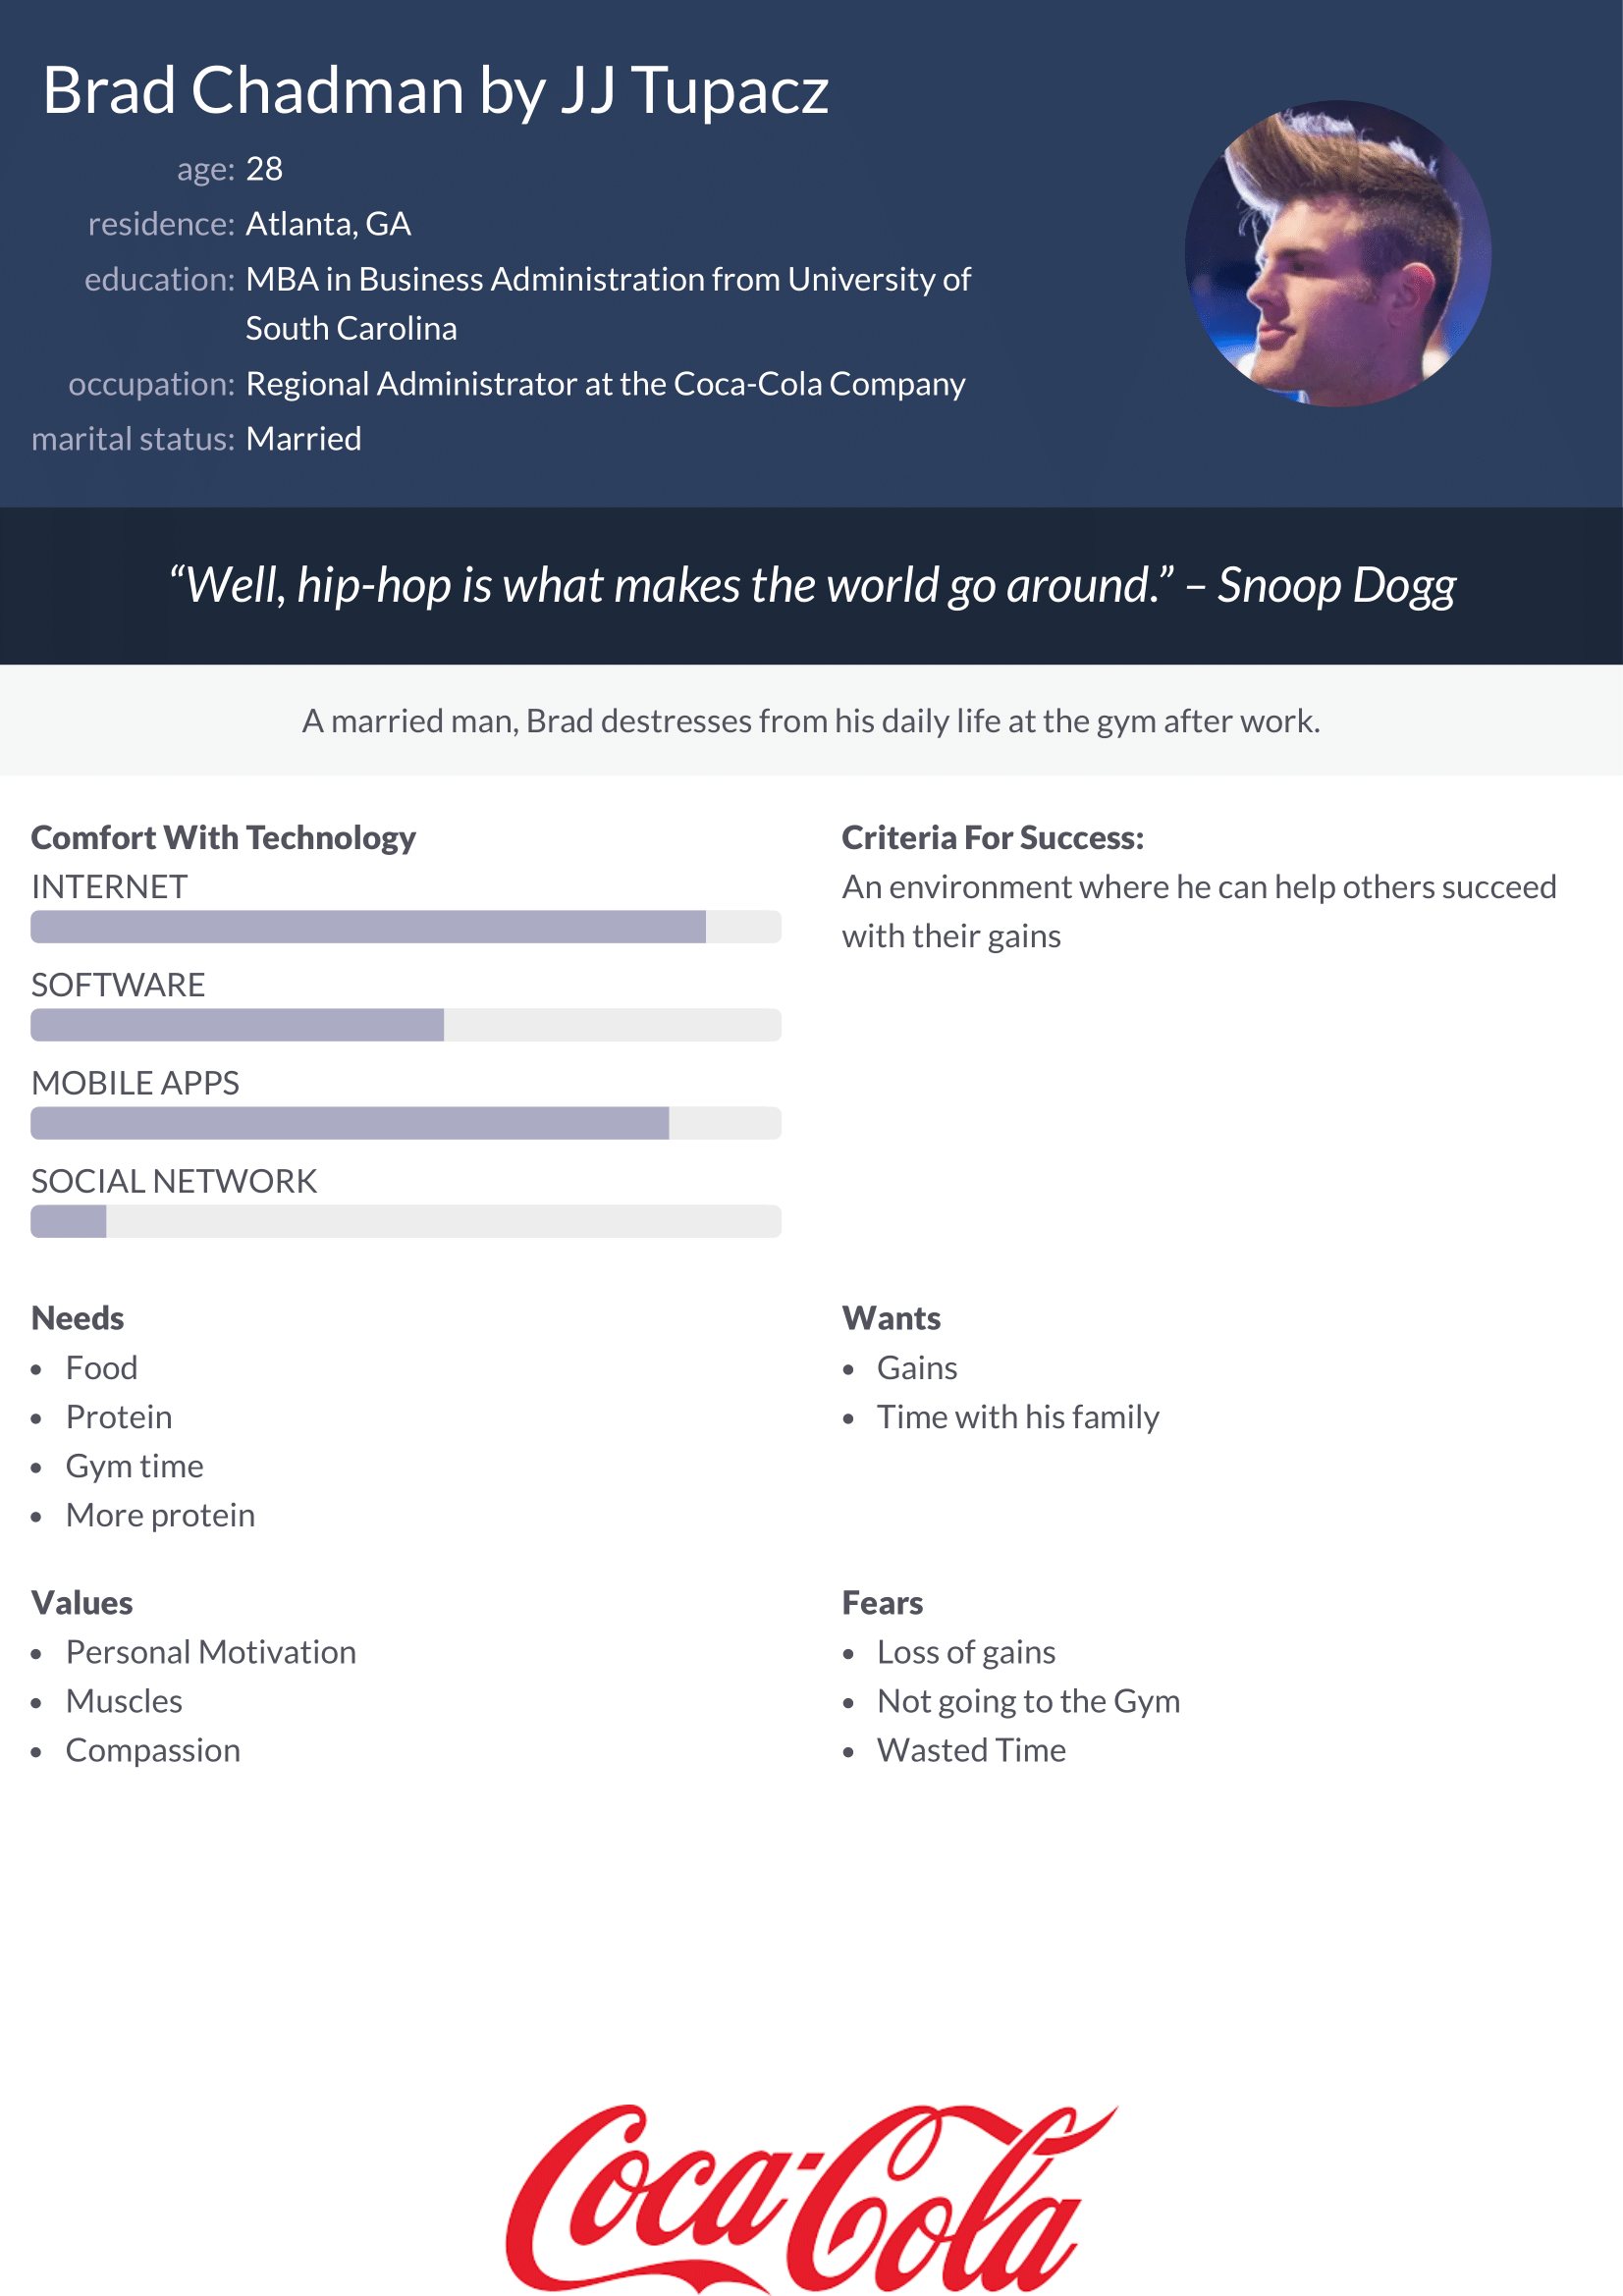 Brad Chadman by JJ Tupacz
age: 28
residence: Atlanta, GA
education: MBA in Business Administration from University of
South Carolina
occupation: Regional Administrator at the Coca-Cola Company
marital status: Married
“Well, hip-hop is what makes the world go around.” – Snoop Dogg
A married man, Brad destresses from his daily life at the gym after work.
Comfort With Technology
INTERNET
SOFTWARE
MOBILE APPS
SOCIAL NETWORK
Criteria For Success:
An environment where he can help others succeed
with their gains
Needs
• Food
• Protein
• Gym time
• More protein
Wants
• Gains
• Time with his family
Values
• Personal Motivation
• Muscles
• Compassion
Fears
• Loss of gains
• Not going to the Gym
• Wasted Time
Coca-Cola